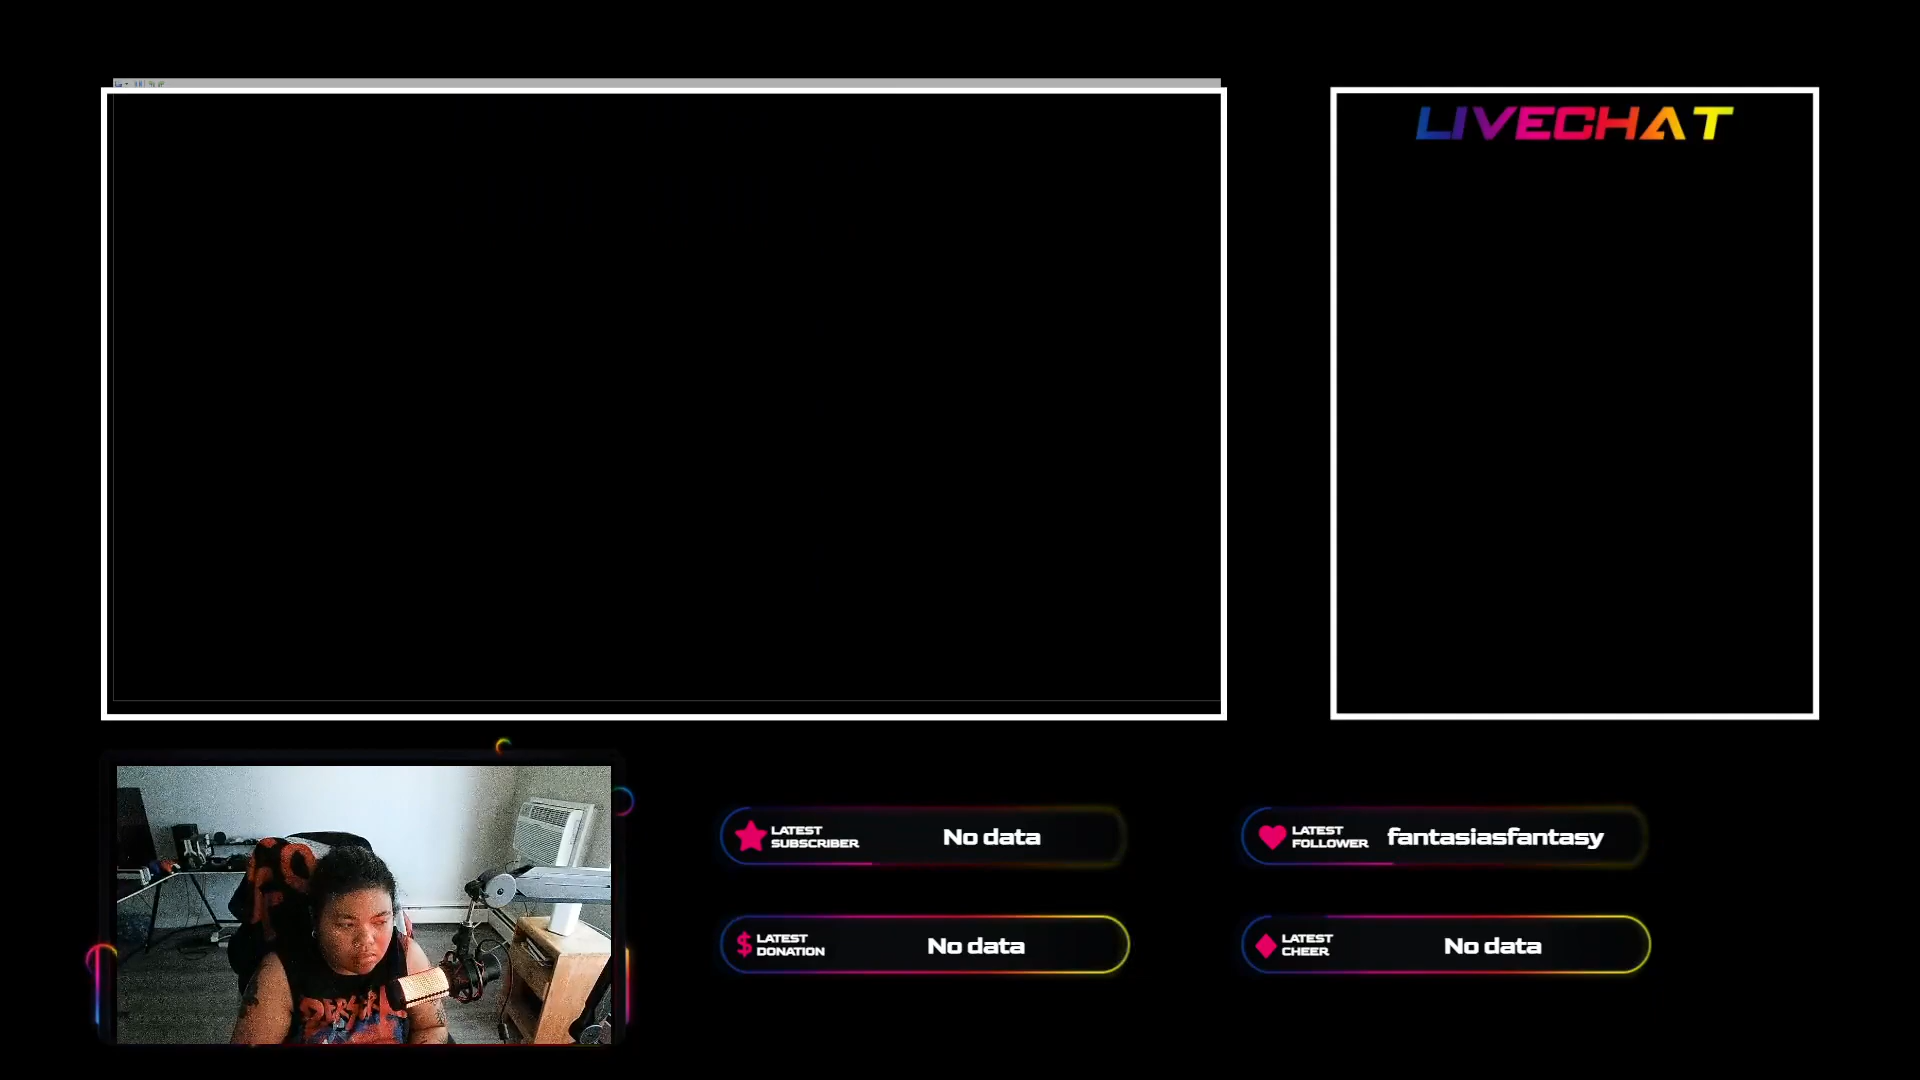 LIVECHAT
LATEST
SUBSCRIBER
No data
LATEST
FOLLOWER
fantasiasfantasy
LATEST
DONATION
No data
LATEST
CHEER
No data